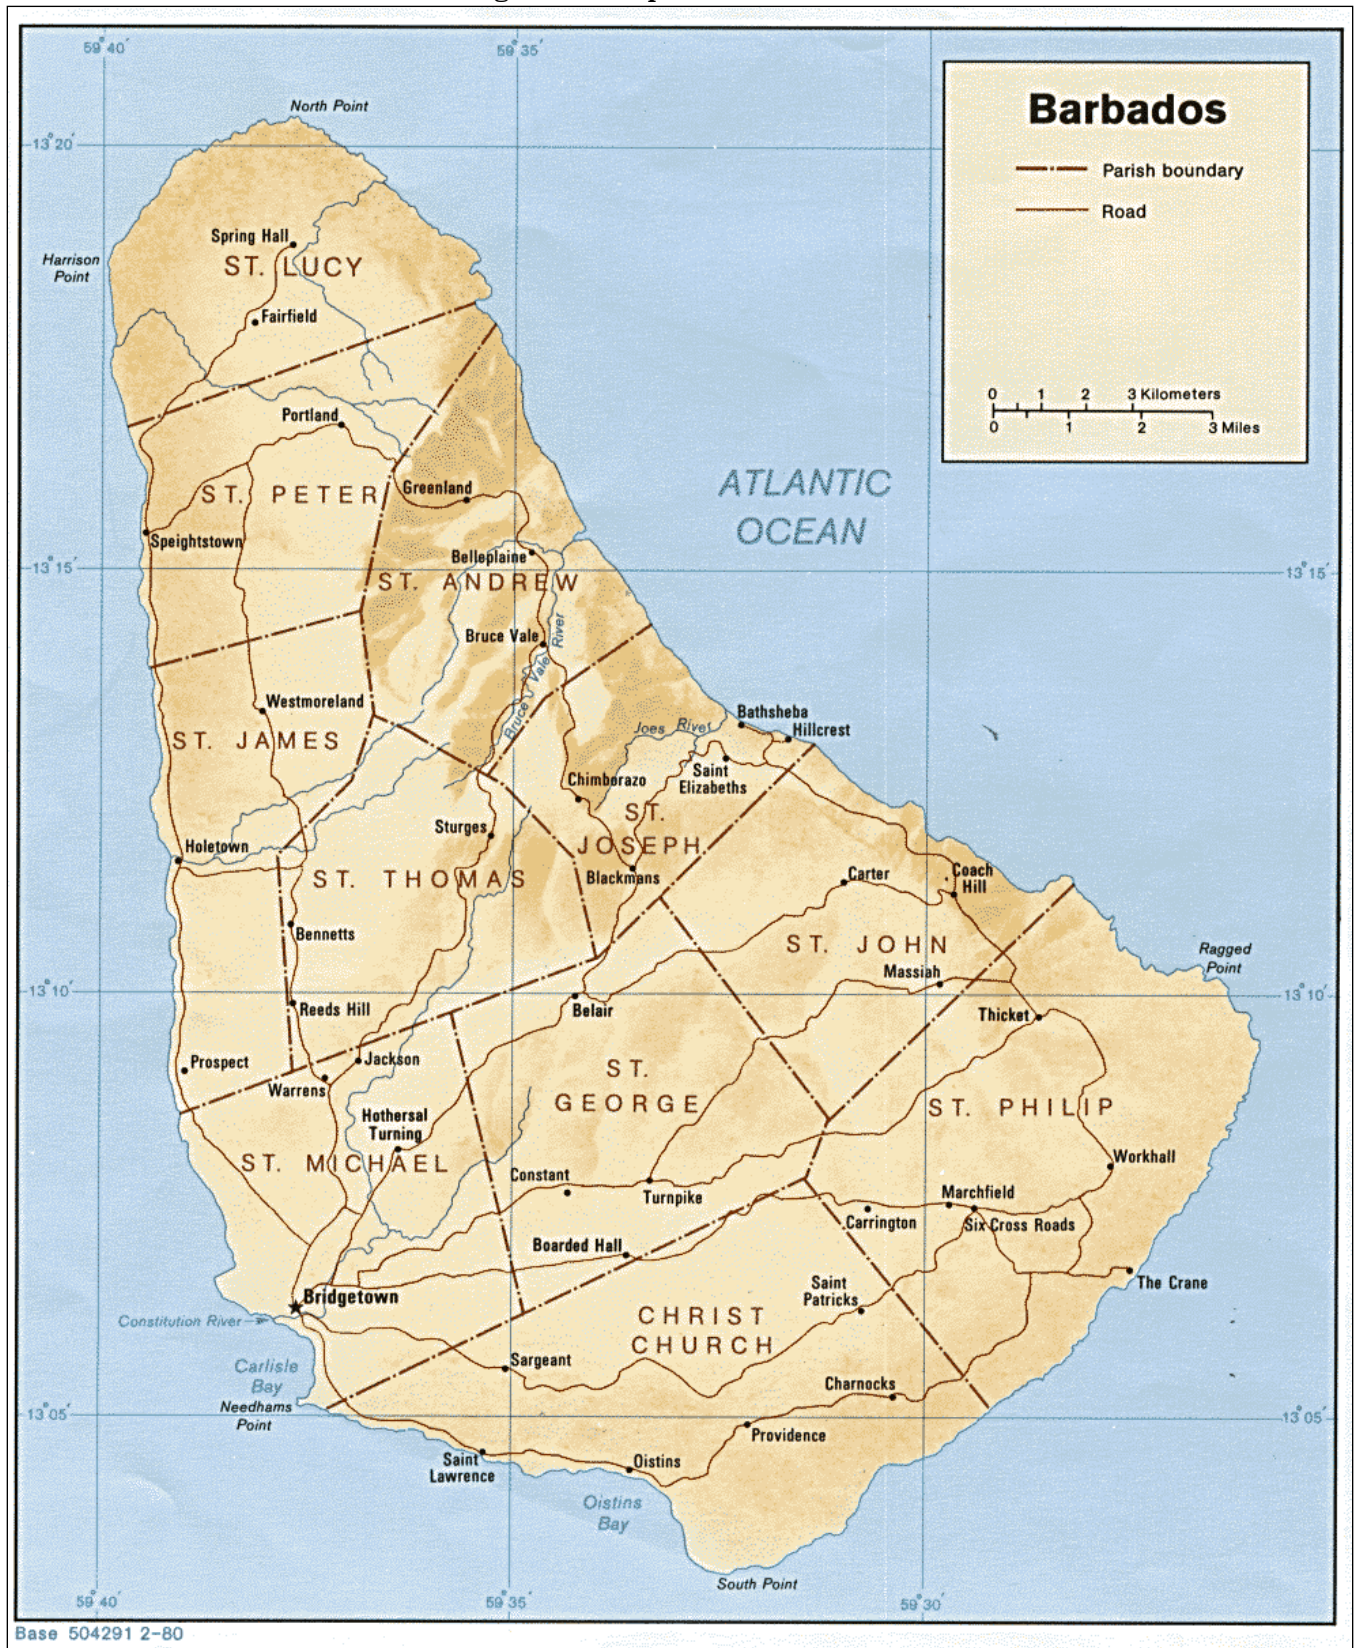 59°40′
59°35′
North Point
Barbados
Parish boundary
Road
0 1 2 3 Kilometers
0 1 2 3 Miles
13°20′
Spring Hall
ST. LUCY
Harrison
Point
Fairfield
Portland
ST. PETER
Greenland
ATLANTIC
OCEAN
Speightstown
Belleplaine
13°15′
13°15′
ST. ANDREW
Bruce Vale
Bruce Vale River
Westmoreland
ST. JAMES
Joes River
Bathsheba
Hillcrest
Saint
Elizabeths
Chimborazo
ST.
JOSEPH
Sturges
Holetown
ST. THOMAS
Blackmans
Carter
Coach
Hill
Bennetts
ST. JOHN
Massiah
Ragged
Point
13°10′
13°10′
Reeds Hill
Belair
Thicket
Prospect
Jackson
Warrens
ST.
GEORGE
ST. PHILIP
Hothersal
Turning
ST. MICHAEL
Constant
Turnpike
Workhall
Marchfield
Carrington
Six Cross Roads
Boarded Hall
The Crane
Saint
Patricks
Bridgetown
Constitution River
CHRIST
CHURCH
Carlisle
Bay
Sargeant
Charnocks
Needhams
Point
13°05′
13°05′
Providence
Saint
Lawrence
Oistins
Oistins
Bay
South Point
59°40′
59°35′
59°30′
Base 504291 2-80